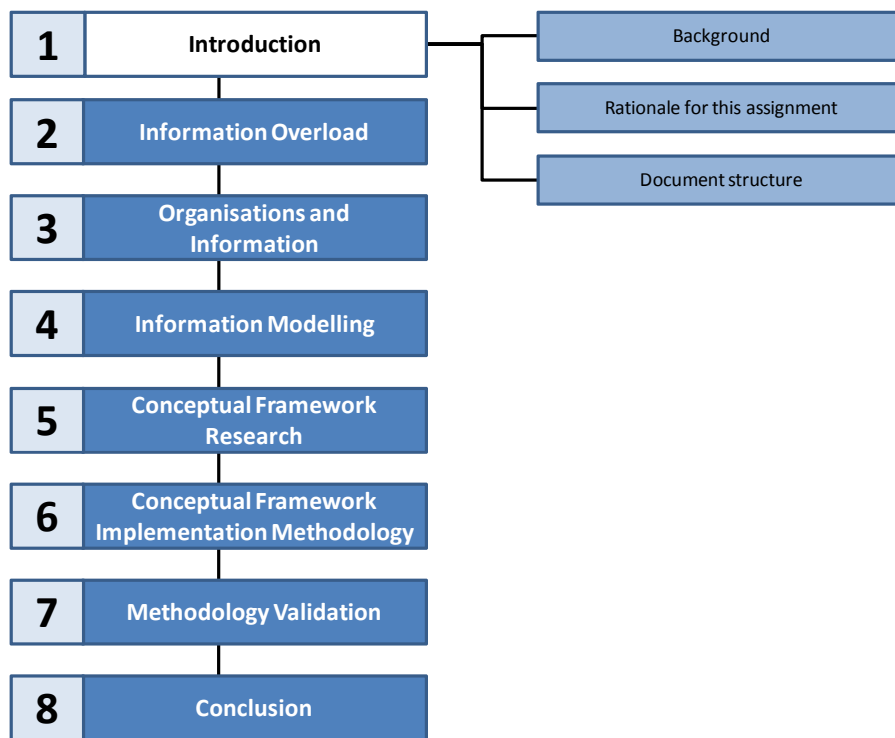 1
Introduction
Background
Rationale for this assignment
Document structure
2
Information Overload
3
Organisations and
Information
4
Information Modelling
5
Conceptual Framework
Research
6
Conceptual Framework
Implementation Methodology
7
Methodology Validation
8
Conclusion